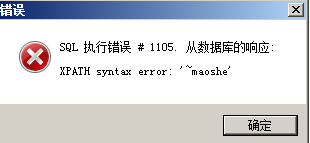 错误
SQL 执行错误 # 1105. 从数据库的响应:
XPATH syntax error: '~maoshe'
确定